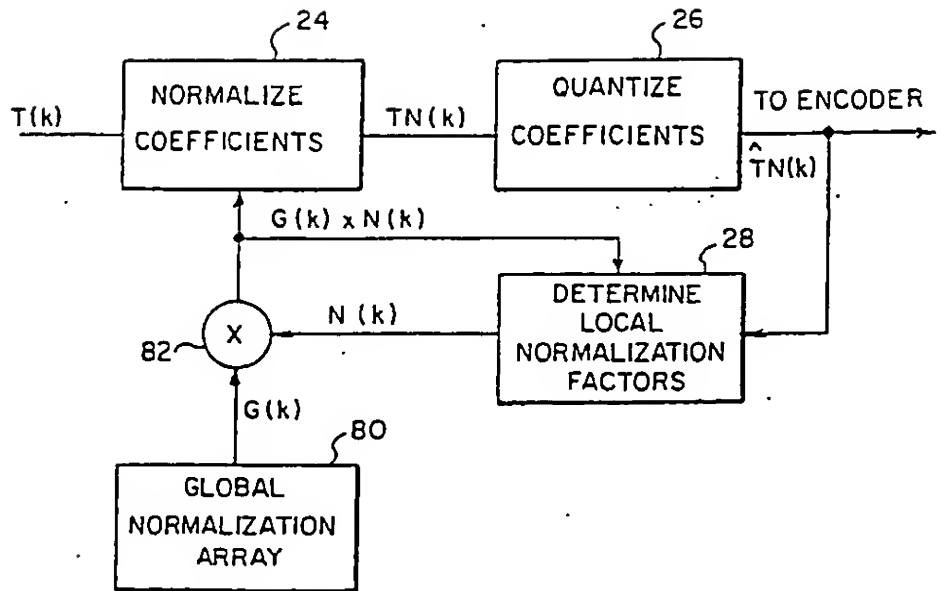 24
26
NORMALIZE
COEFFICIENTS
QUANTIZE
COEFFICIENTS
T(k)
TN(k)
TO ENCODER
T̂N(k)
G(k) x N(k)
28
DETERMINE
LOCAL
NORMALIZATION
FACTORS
N(k)
X
82
G(k)
80
GLOBAL
NORMALIZATION
ARRAY